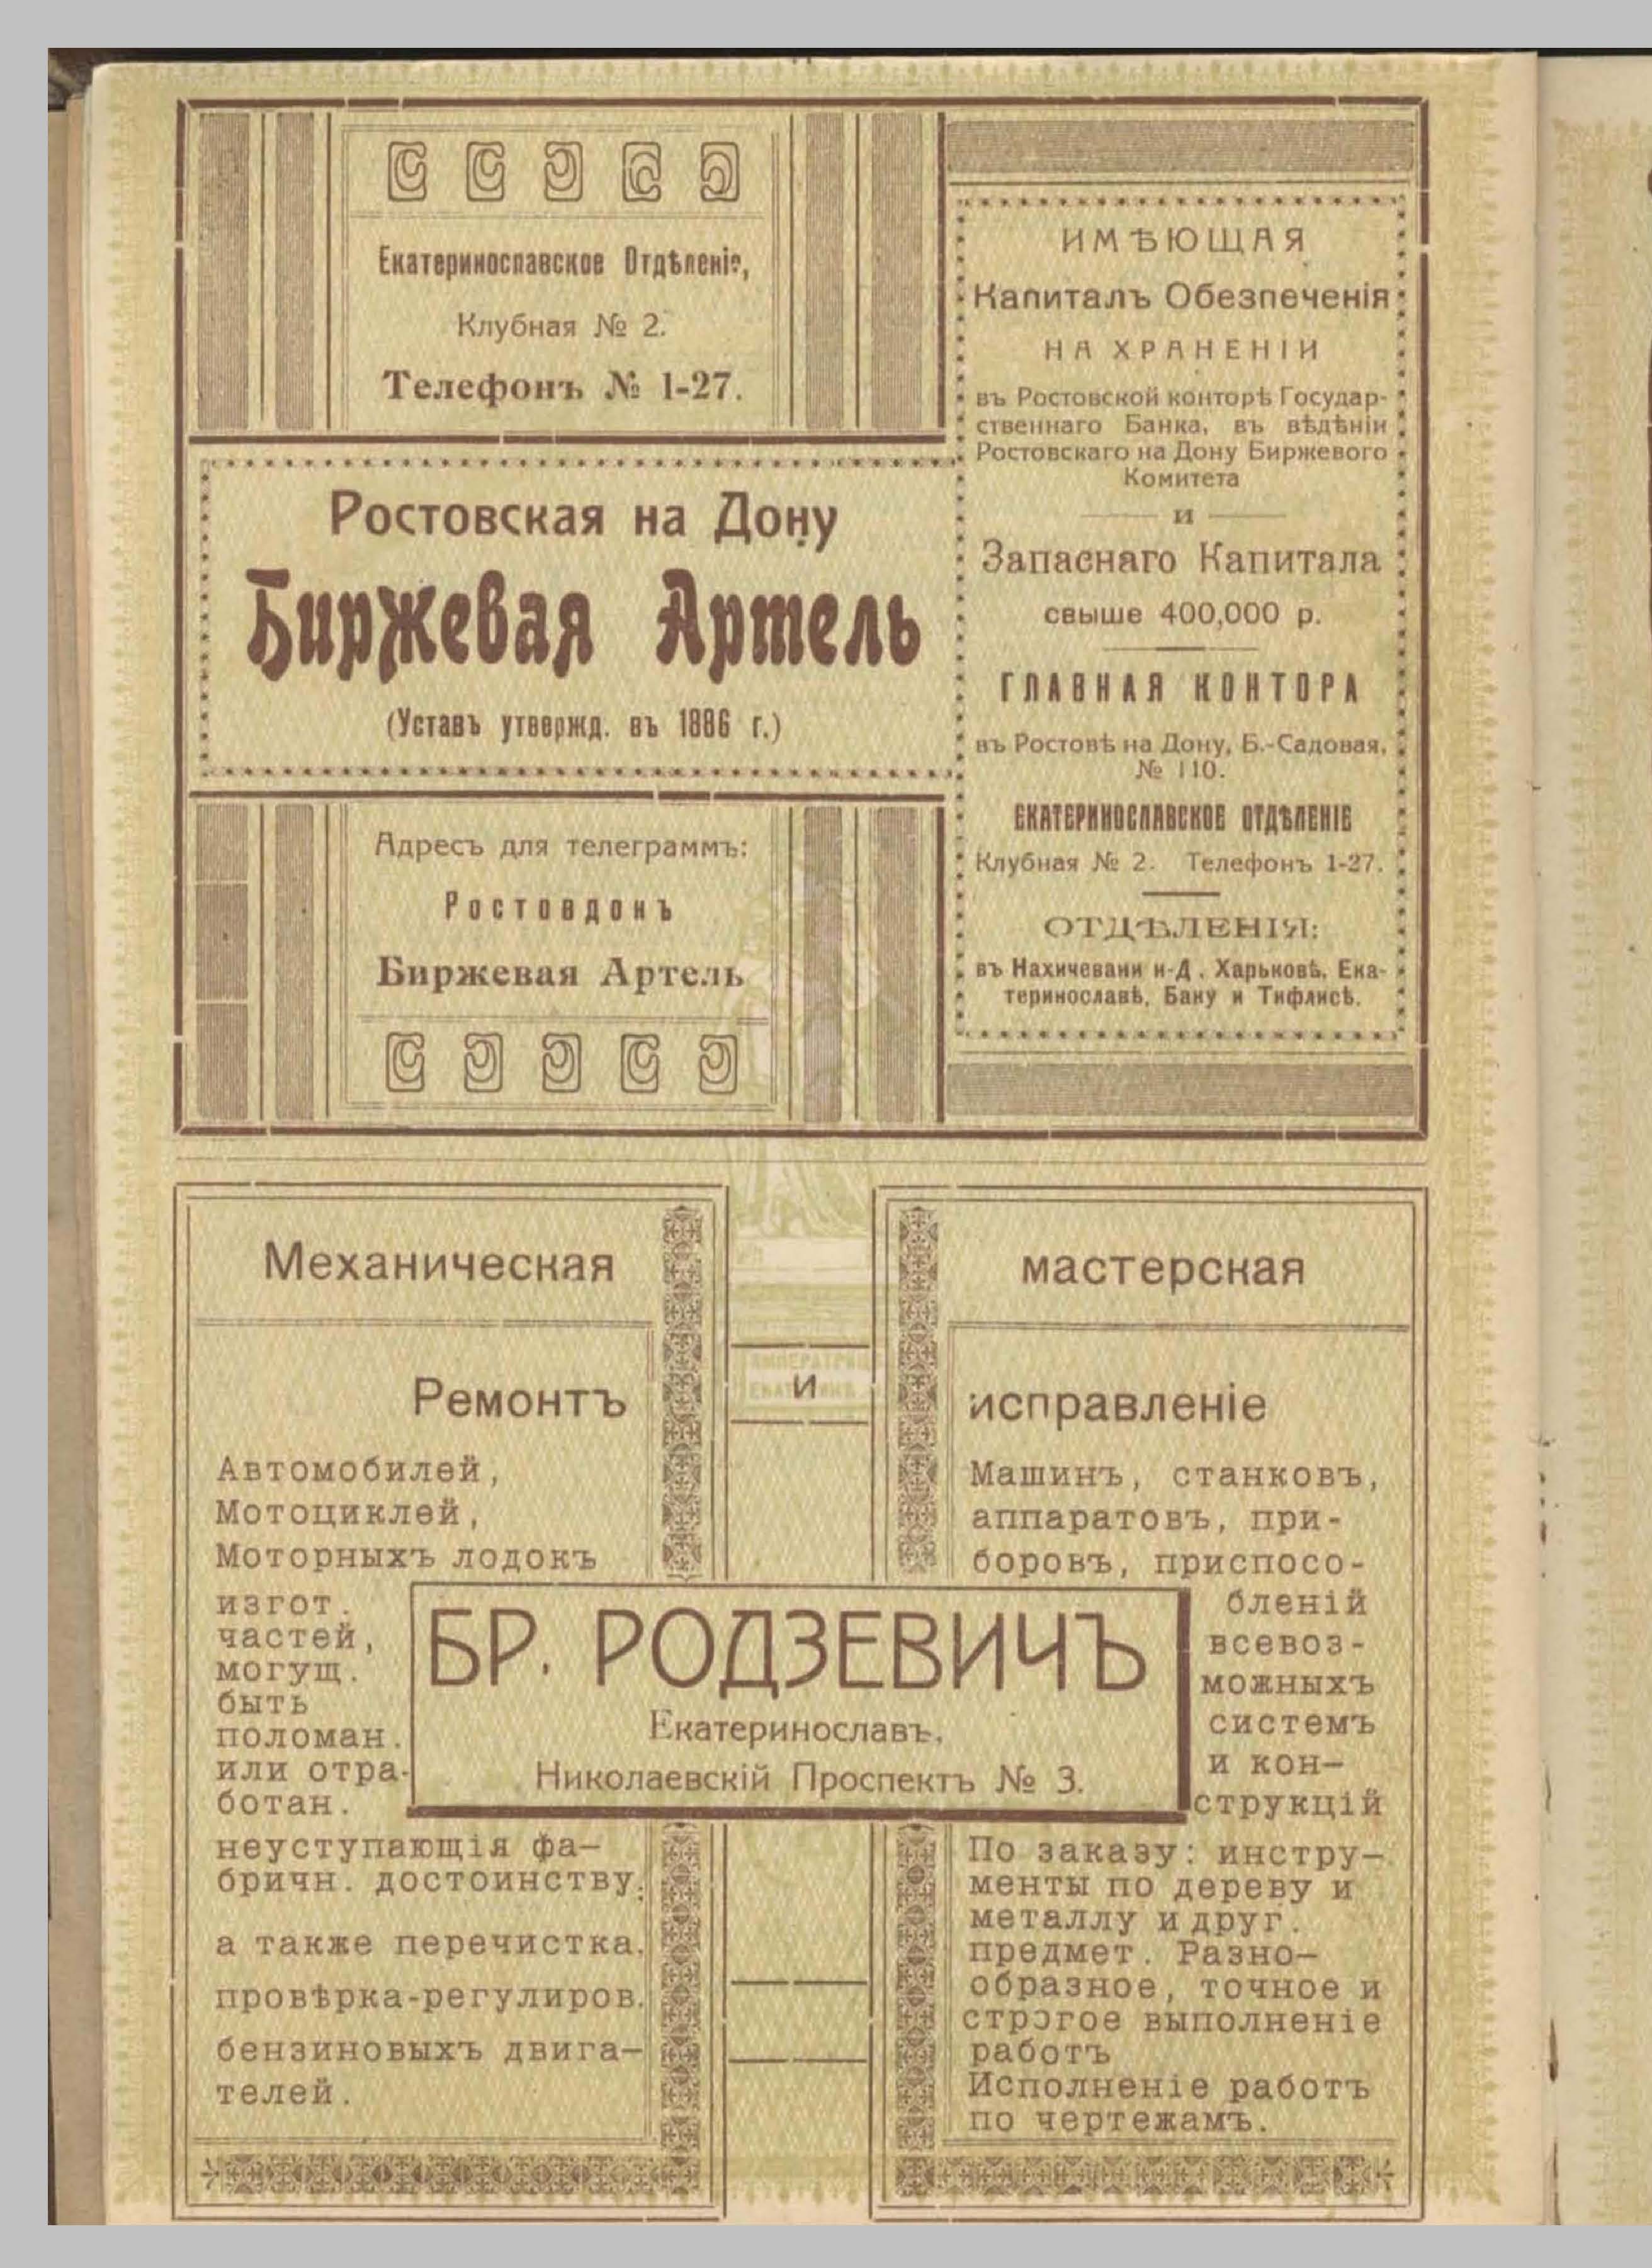 Екатеринославское Отдѣленіе,
Клубная № 2.
Телефонъ № 1-27.
Ростовская на Дону
Биржевая Артель
(Уставъ утвержд. въ 1886 г.)
Адресъ для телеграммъ:
Ростовдонъ
Биржевая Артель
ИМѢЮЩАЯ
Капиталъ Обезпеченія
НА ХРАНЕНІИ
въ Ростовской конторѣ Государ-
ственнаго Банка, въ вѣдѣніи
Ростовскаго на Дону Биржевого
Комитета
и
Запаснаго Капитала
свыше 400,000 р.
ГЛАВНАЯ КОНТОРА
въ Ростовѣ на Дону, Б.-Садовая,
№ 110.
ЕКАТЕРИНОСЛАВСКОЕ ОТДѢЛЕНІЕ
Клубная № 2. Телефонъ 1-27.
ОТДѢЛЕНІЯ:
въ Нахичевани н-Д. Харьковѣ, Ека-
теринославѣ, Баку и Тифлисѣ.
Механическая
мастерская
Ремонтъ
и
исправленіе
Автомобилей,
Мотоциклей,
Моторныхъ лодокъ
изгот.
частей,
могущ.
быть
поломан.
или отра-
ботан.
неуступающія фа-
бричн. достоинству,
а также перечистка,
провѣрка-регулиров.
бензиновыхъ двига-
телей.
БР. РОДЗЕВИЧЪ
Екатеринославъ,
Николаевскій Проспектъ № 3.
Машинъ, станковъ,
аппаратовъ, при-
боровъ, приспосо-
бленій
всевоз-
можныхъ
системъ
и кон-
струкцій
По заказу: инстру-
менты по дереву и
металлу и друг.
предмет. Разно-
образное, точное и
строгое выполненіе
работъ
Исполненіе работъ
по чертежамъ.